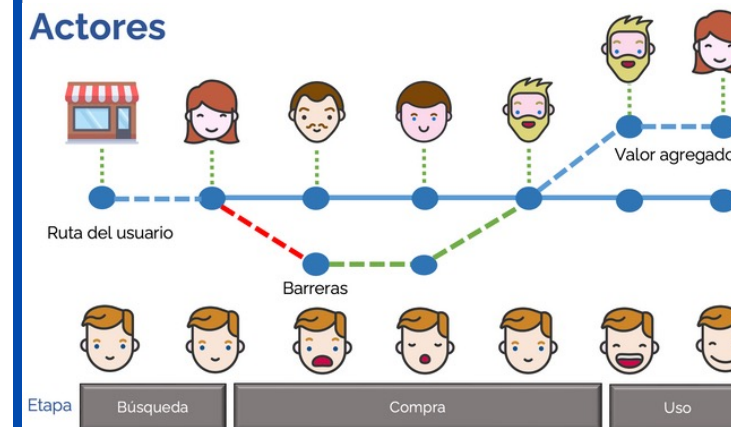 Actores
Valor agregado
Ruta del usuario
Barreras
Etapa
Búsqueda
Compra
Uso